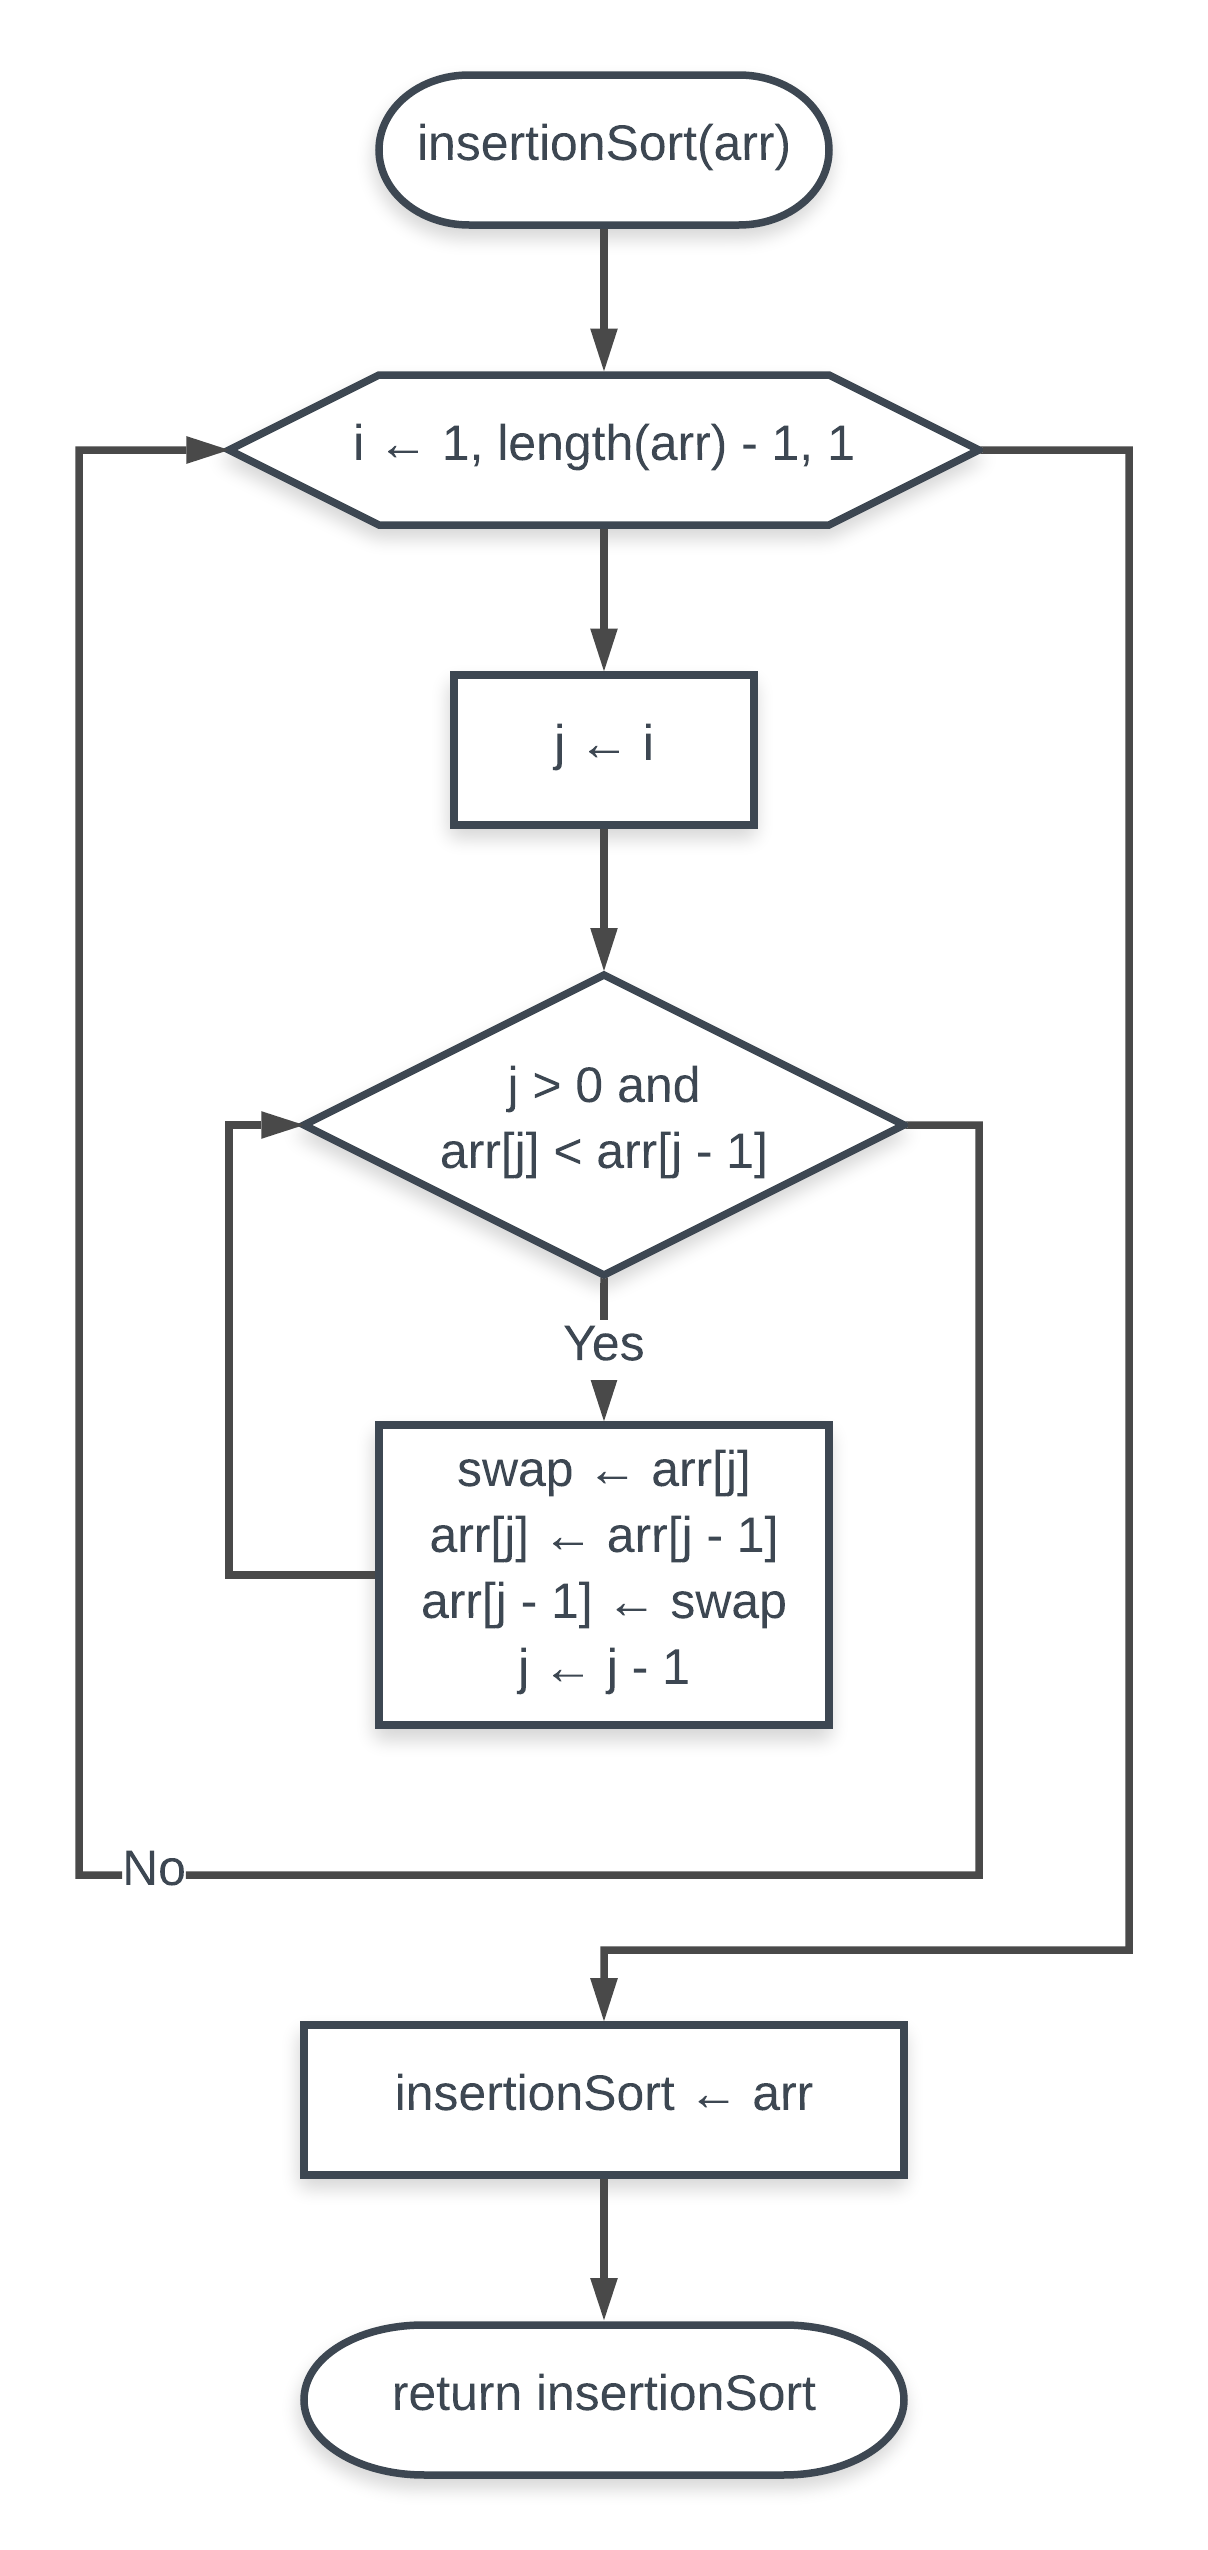 insertionSort(arr)
i ← 1, length(arr) - 1, 1
j ← i
j > 0 and
arr[j] < arr[j - 1]
Yes
swap ← arr[j]
arr[j] ← arr[j - 1]
arr[j - 1] ← swap
j ← j - 1
No
insertionSort ← arr
return insertionSort